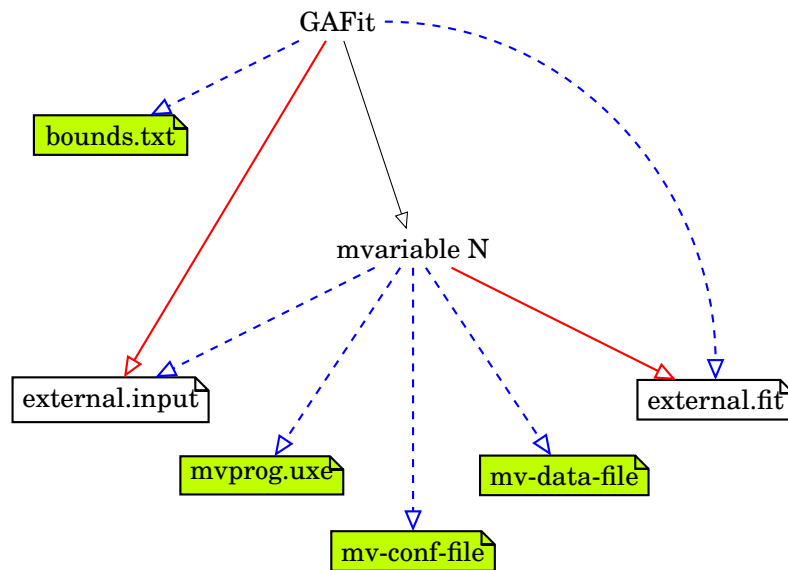 GAFit
bounds.txt
mvariable N
external.input
external.fit
mvprog.uxe
mv-data-file
mv-conf-file